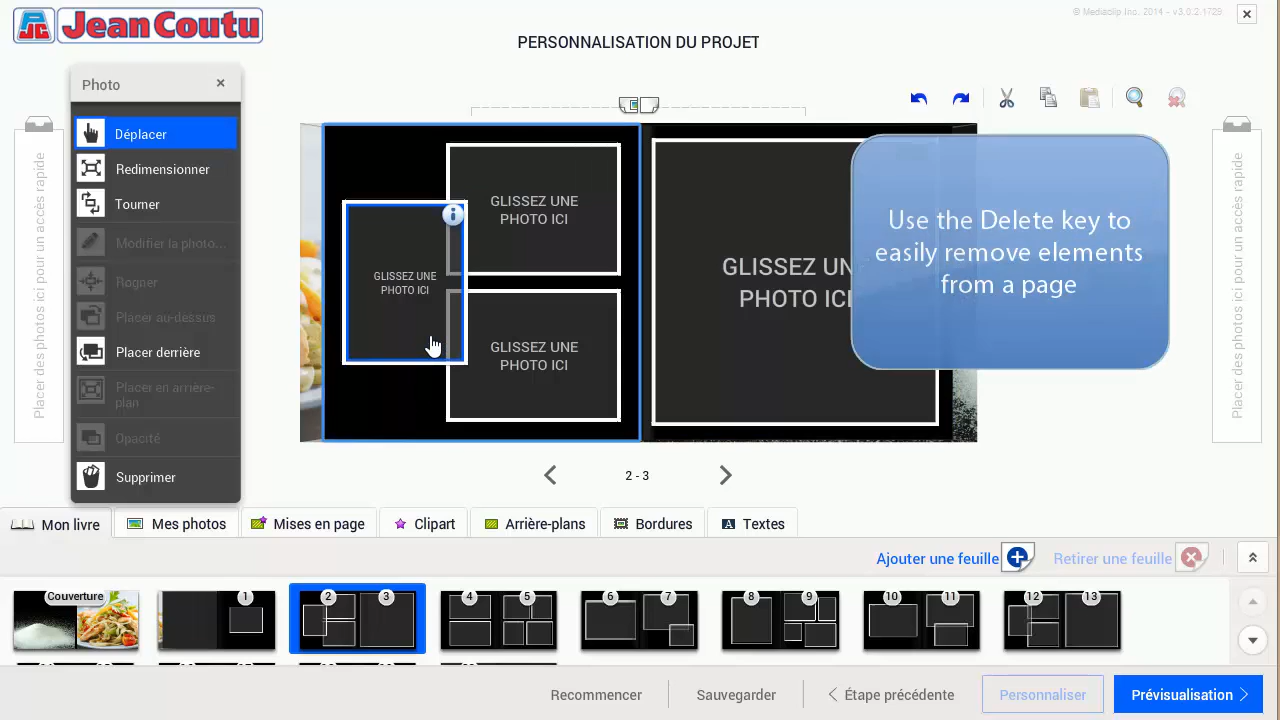 © Mediaclip Inc. 2014 - v3.0.2.1729
PJC
Jean Coutu
PERSONNALISATION DU PROJET
Photo
Déplacer
Redimensionner
Tourner
Modifier la photo...
Rogner
Placer au-dessus
Placer derrière
Placer en arrière-
plan
Opacité
Supprimer
Placer des photos ici pour un accès rapide
GLISSEZ UNE
PHOTO ICI
GLISSEZ UNE
PHOTO ICI
GLISSEZ UNE
PHOTO ICI
GLISSEZ UN
PHOTO ICI
Use the Delete key to
easily remove elements
from a page
Placer des photos ici pour un accès rapide
2 - 3
Mon livre
Mes photos
Mises en page
Clipart
Arrière-plans
Bordures
Textes
Ajouter une feuille
Retirer une feuille
Couverture
1
2
3
4
5
6
7
8
9
10
11
12
13
Recommencer
Sauvegarder
Étape précédente
Personnaliser
Prévisualisation